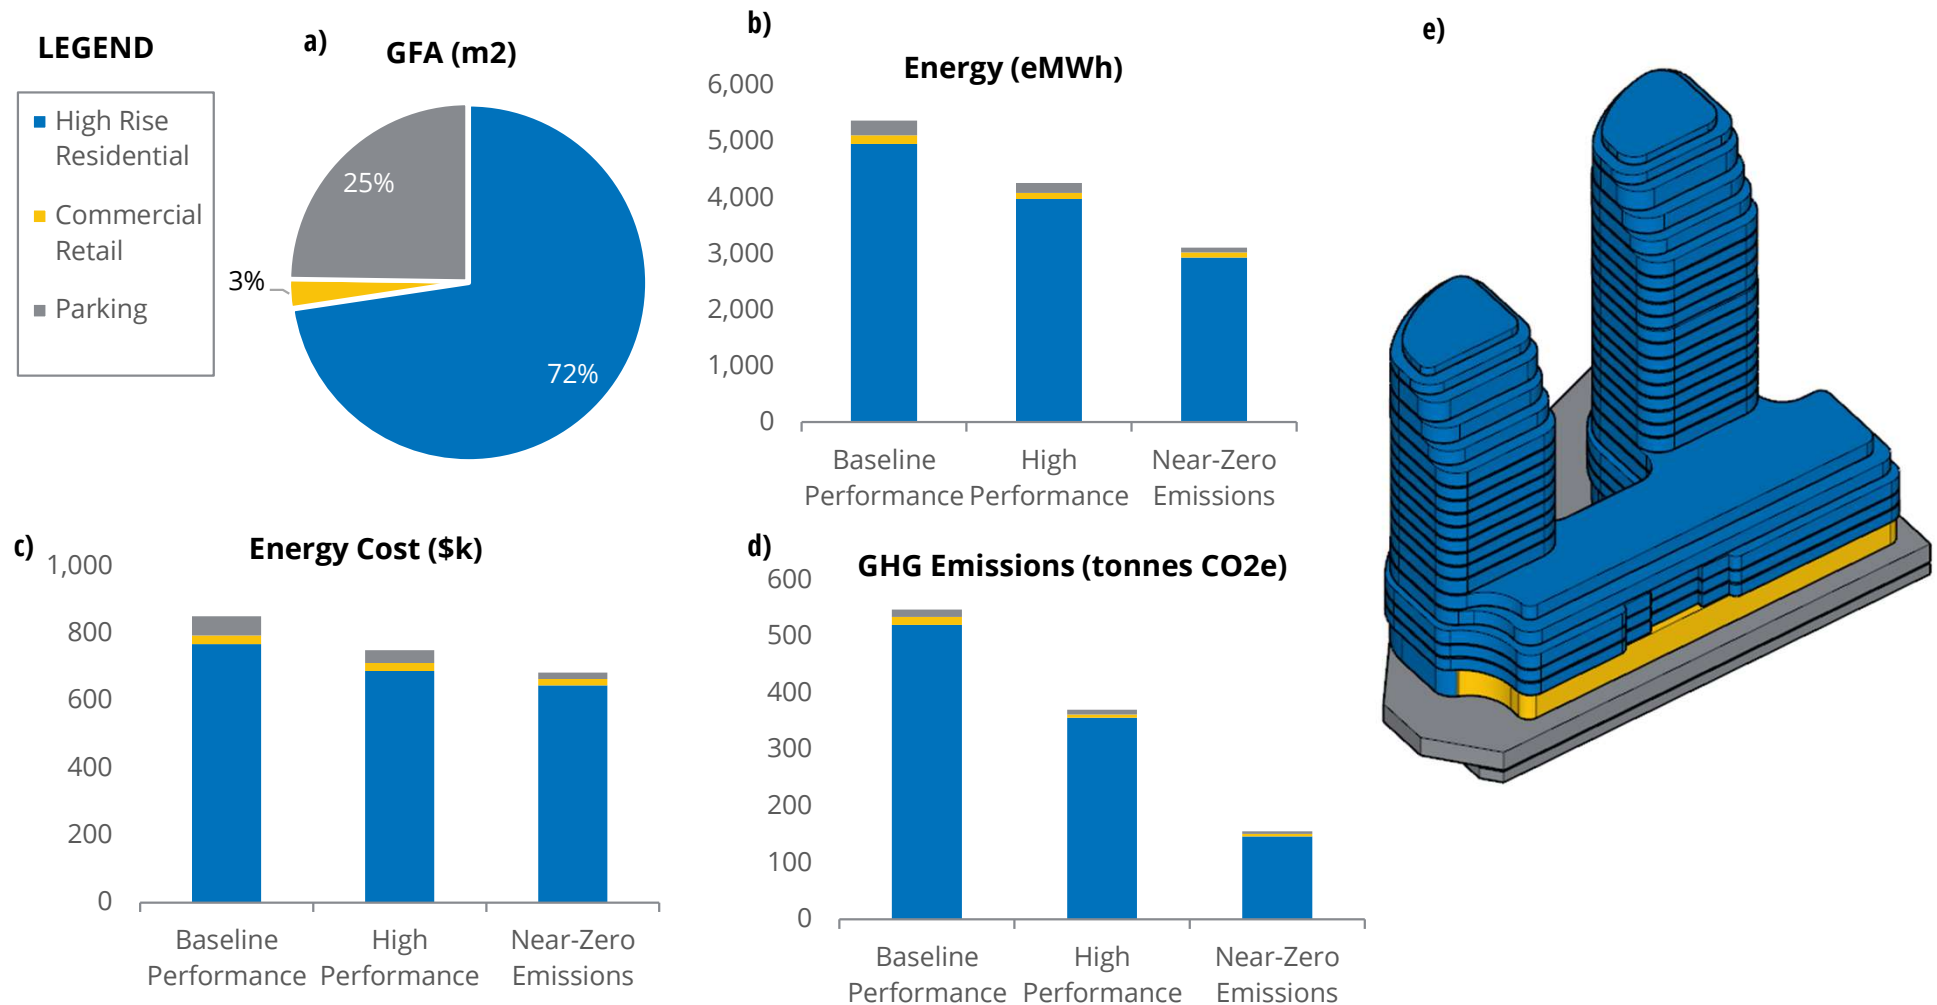 LEGEND
High Rise
Residential
Commercial
Retail
Parking
a)
GFA (m2)
25%
3%
72%
b)
Energy (eMWh)
6,000
5,000
4,000
3,000
2,000
1,000
0
Baseline
Performance
High
Performance
Near-Zero
Emissions
c)
Energy Cost ($k)
1,000
800
600
400
200
0
Baseline
Performance
High
Performance
Near-Zero
Emissions
d)
GHG Emissions (tonnes CO2e)
600
500
400
300
200
100
0
Baseline
Performance
High
Performance
Near-Zero
Emissions
e)